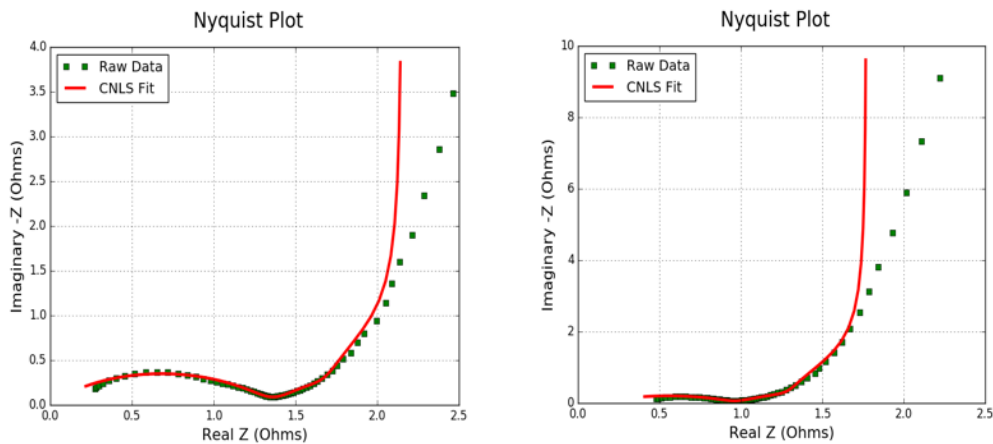 Nyquist Plot
4.0
3.5
3.0
2.5
2.0
1.5
1.0
0.5
0.0
Imaginary -Z (Ohms)
Raw Data
CNLS Fit
0.0 0.5 1.0 1.5 2.0 2.5
Real Z (Ohms)
Nyquist Plot
10
8
6
4
2
0
Imaginary -Z (Ohms)
Raw Data
CNLS Fit
0.0 0.5 1.0 1.5 2.0 2.5
Real Z (Ohms)